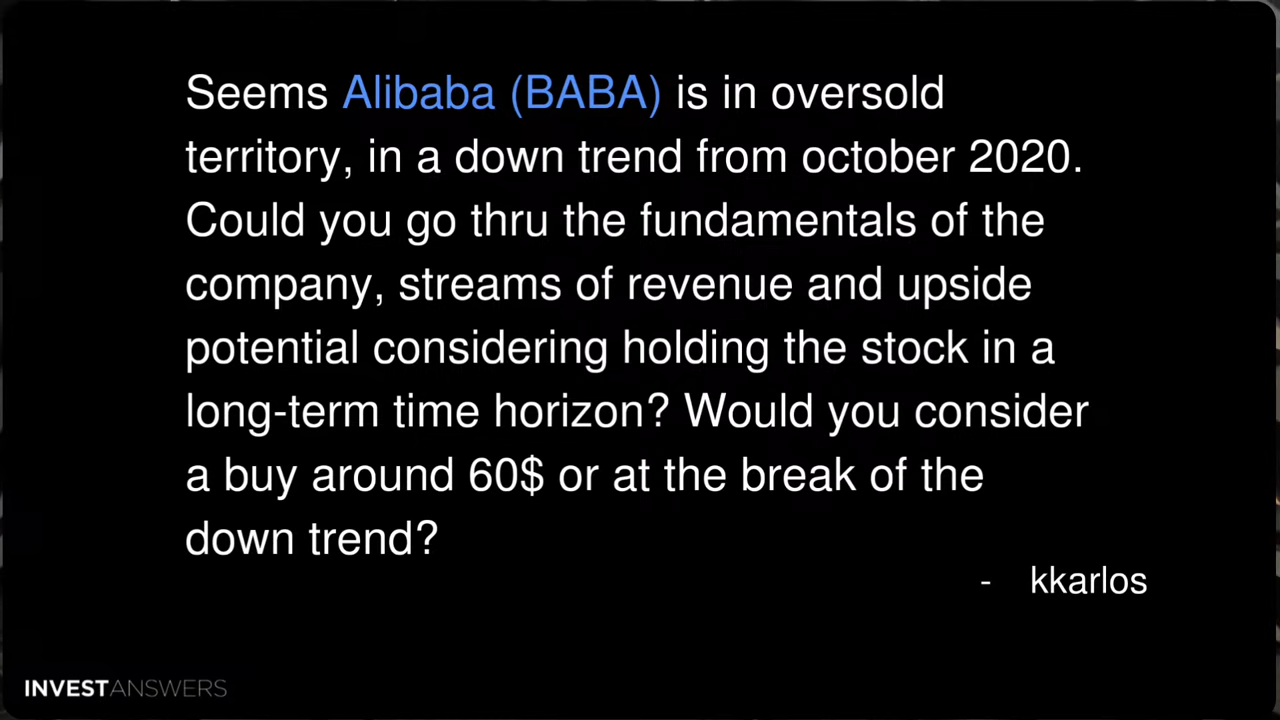 Seems Alibaba (BABA) is in oversold
territory, in a down trend from october 2020.
Could you go thru the fundamentals of the
company, streams of revenue and upside
potential considering holding the stock in a
long-term time horizon? Would you consider
a buy around 60$ or at the break of the
down trend?
- kkarlos
INVESTANSWERS